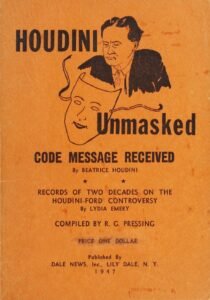 HOUDINI
Unmasked
CODE MESSAGE RECEIVED
By BEATRICE HOUDINI
★ ★
RECORDS OF TWO DECADES ON THE
HOUDINI-FORD CONTROVERSY
By LYDIA EMERY
COMPILED BY R. G. PRESSING
PRICE ONE DOLLAR
Published By
DALE NEWS, Inc., LILY DALE, N. Y.
1947